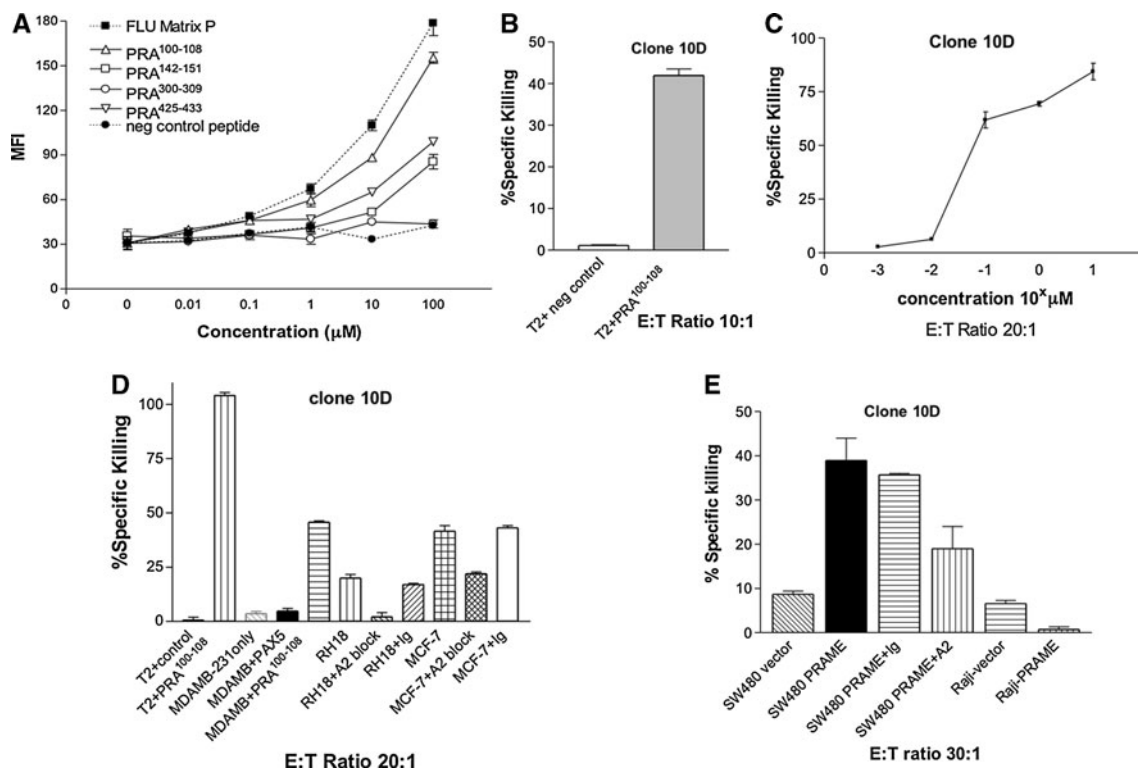 A
MFI
180
150
120
90
60
30
0
FLU Matrix P
PRA100-108
PRA142-151
PRA300-309
PRA425-433
neg control peptide
0 0 0.01 0.1 1 10 100
Concentration (µM)
B
Clone 10D
%Specific Killing
50
40
30
20
10
0
T2+ neg control
T2+PRA100-108
E:T Ratio 10:1
C
Clone 10D
%Specific Killing
100
75
50
25
0
0 -3 -2 -1 0 1
concentration 10xµM
E:T Ratio 20:1
D
clone 10D
%Specific Killing
100
75
50
25
0
T2+control
T2+PRA100-108
MDAMB-231only
MDAMB+PAX5
MDAMB+PRA100-108
RH18
RH18+A2 block
RH18+Ig
MCF-7
MCF-7+A2 block
MCF-7+Ig
E:T Ratio 20:1
E
Clone 10D
% Specific killing
50
40
30
20
10
0
SW480 vector
SW480 PRAME
SW480 PRAME+Ig
SW480 PRAME+A2
Raji-vector
Raji-PRAME
E:T ratio 30:1